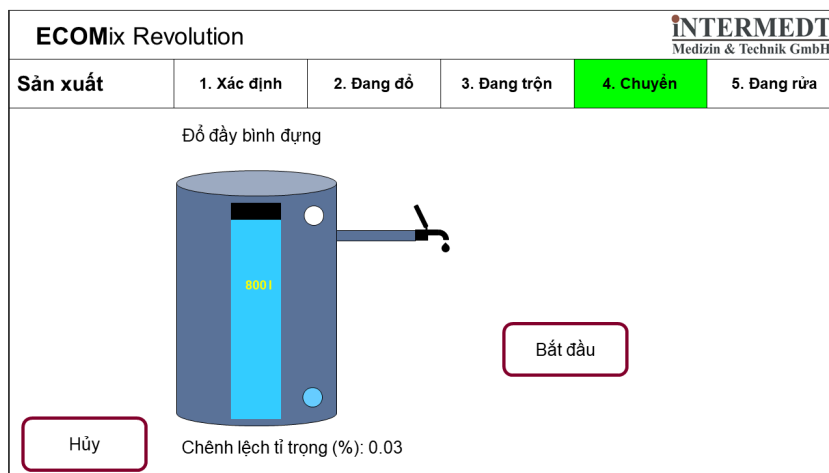 ECOMix Revolution
iNTERMEDT
Medizin & Technik GmbH
Sản xuất
1. Xác định
2. Đang đổ
3. Đang trộn
4. Chuyển
5. Đang rửa
Đổ đầy bình đựng
800 l
Bắt đầu
Hủy
Chênh lệch tỉ trọng (%): 0.03